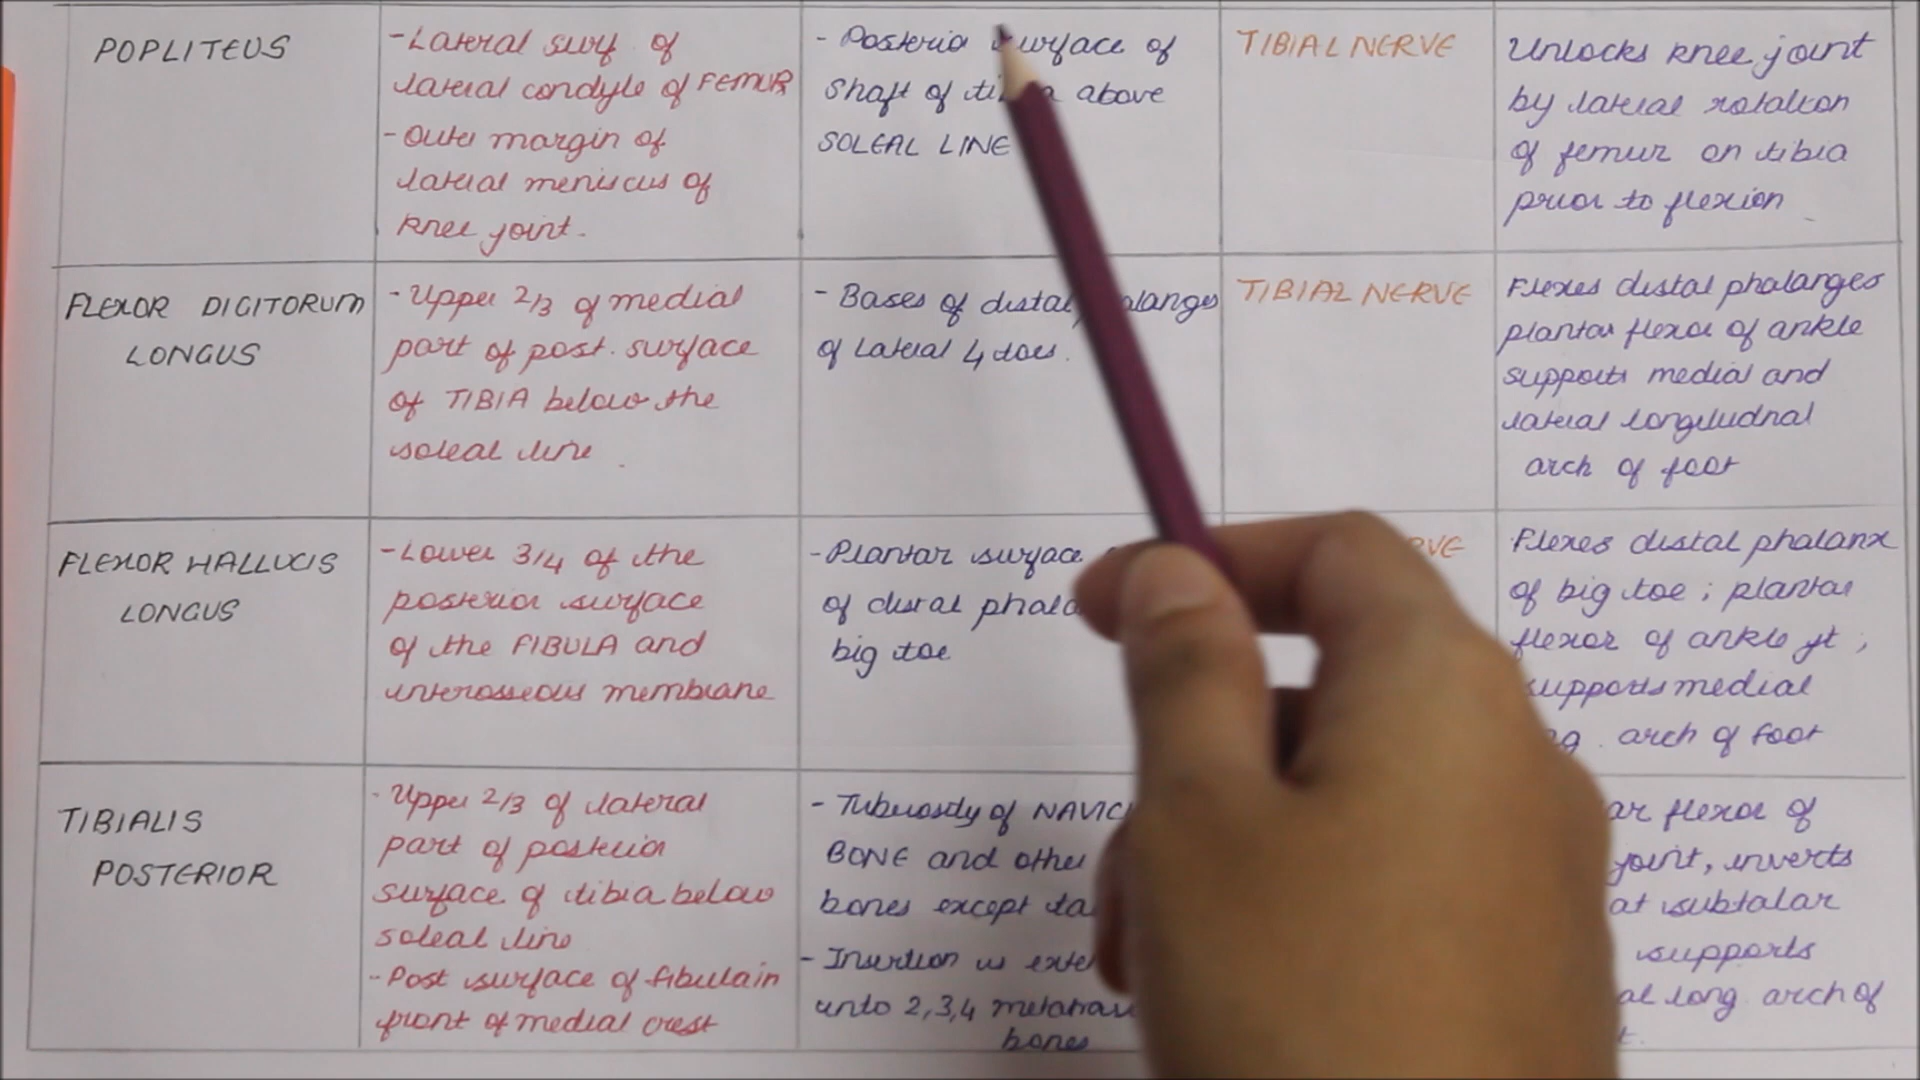 POPLITEUS
-Lateral surf of
lateral condyle of FEMUR
-Outer margin of
lateral meniscus of
knee joint.
- Posterior surface of
shaft of above
SOLEAL LINE
TIBIAL NERVE
Unlocks knee joint
by lateral rotation
of femur on tibia
prior to flexion
FLEXOR DIGITORUM
LONGUS
-Upper 2/3 of medial
part of post. surface
of TIBIA below the
soleal line.
- Bases of distal
of lateral 4 toes.
TIBIAL NERVE
Flexes distal phalanges
plantar flexor of ankle
supports medial and
lateral longitudnal
arch of foot
FLEXOR HALLUCIS
LONGUS
-Lower 3/4 of the
posterior surface
of the FIBULA and
interosseous membrane
-Plantar surface
of distal
big toe
Flexes distal phalanx
of big toe ; plantar
flexor of ankle jt ;
supports medial
arch of foot
TIBIALIS
POSTERIOR
-Upper 2/3 of lateral
part of posterior
surface of tibia below
soleal line
-Post surface of fibula in
front of medial crest
- Tuberosity of
BONE and other
bones except
- Insertion is
unto 2,3,4
bones
flexor of
joint, inverts
at subtalar
supports
long arch of